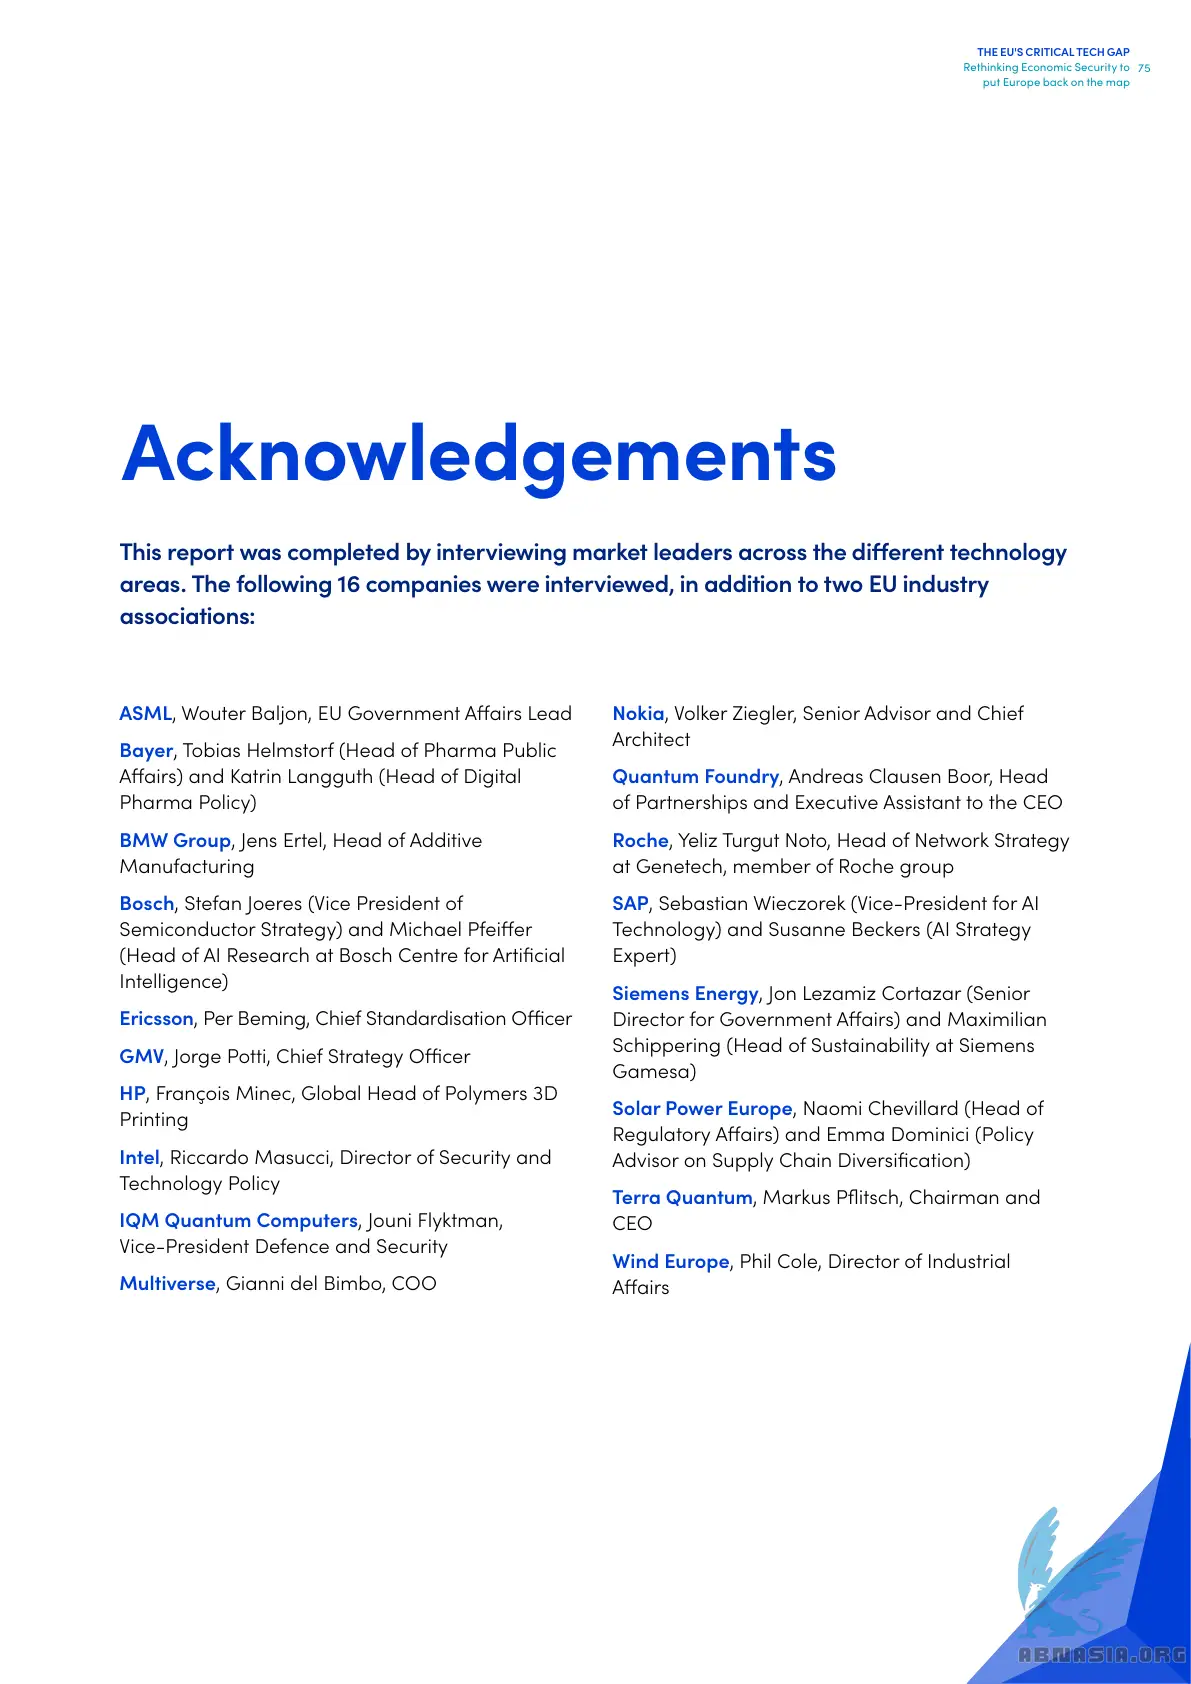 THE EU'S CRITICAL TECH GAP
Rethinking Economic Security to 75
put Europe back on the map
Acknowledgements
This report was completed by interviewing market leaders across the different technology
areas. The following 16 companies were interviewed, in addition to two EU industry
associations:
ASML, Wouter Baljon, EU Government Affairs Lead
Bayer, Tobias Helmstorf (Head of Pharma Public
Affairs) and Katrin Langguth (Head of Digital
Pharma Policy)
BMW Group, Jens Ertel, Head of Additive
Manufacturing
Bosch, Stefan Joeres (Vice President of
Semiconductor Strategy) and Michael Pfeiffer
(Head of AI Research at Bosch Centre for Artificial
Intelligence)
Ericsson, Per Beming, Chief Standardisation Officer
GMV, Jorge Potti, Chief Strategy Officer
HP, François Minec, Global Head of Polymers 3D
Printing
Intel, Riccardo Masucci, Director of Security and
Technology Policy
IQM Quantum Computers, Jouni Flyktman,
Vice-President Defence and Security
Multiverse, Gianni del Bimbo, COO
Nokia, Volker Ziegler, Senior Advisor and Chief
Architect
Quantum Foundry, Andreas Clausen Boor, Head
of Partnerships and Executive Assistant to the CEO
Roche, Yeliz Turgut Noto, Head of Network Strategy
at Genetech, member of Roche group
SAP, Sebastian Wieczorek (Vice-President for AI
Technology) and Susanne Beckers (AI Strategy
Expert)
Siemens Energy, Jon Lezamiz Cortazar (Senior
Director for Government Affairs) and Maximilian
Schippering (Head of Sustainability at Siemens
Gamesa)
Solar Power Europe, Naomi Chevillard (Head of
Regulatory Affairs) and Emma Dominici (Policy
Advisor on Supply Chain Diversification)
Terra Quantum, Markus Pflitsch, Chairman and
CEO
Wind Europe, Phil Cole, Director of Industrial
Affairs
ABNASIA.ORG